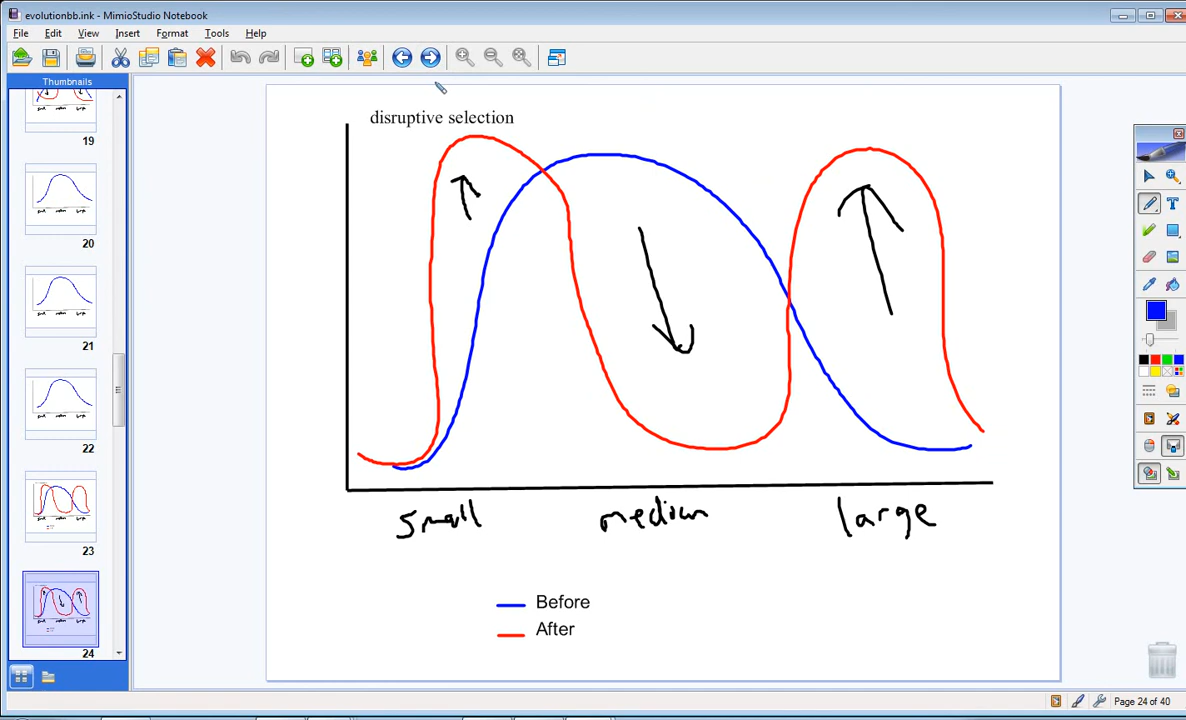 evolutionbb.ink - MimioStudio Notebook
File Edit View Insert Format Tools Help
Thumbnails
19
20
21
22
23
24
disruptive selection
small medium large
Before
After
Page 24 of 40